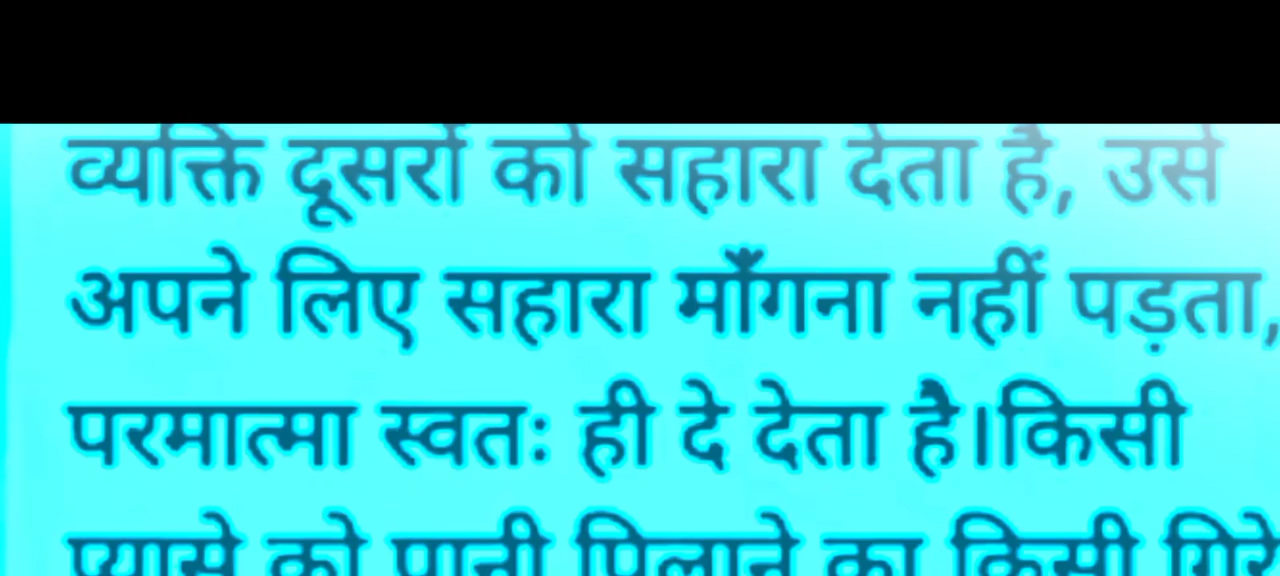 व्यक्ति दूसरों को सहारा देता है, उसे
अपने लिए सहारा माँगना नहीं पड़ता,
परमात्मा स्वतः ही दे देता है।किसी
प्यासे को पानी पिलाने का किसी गिरे